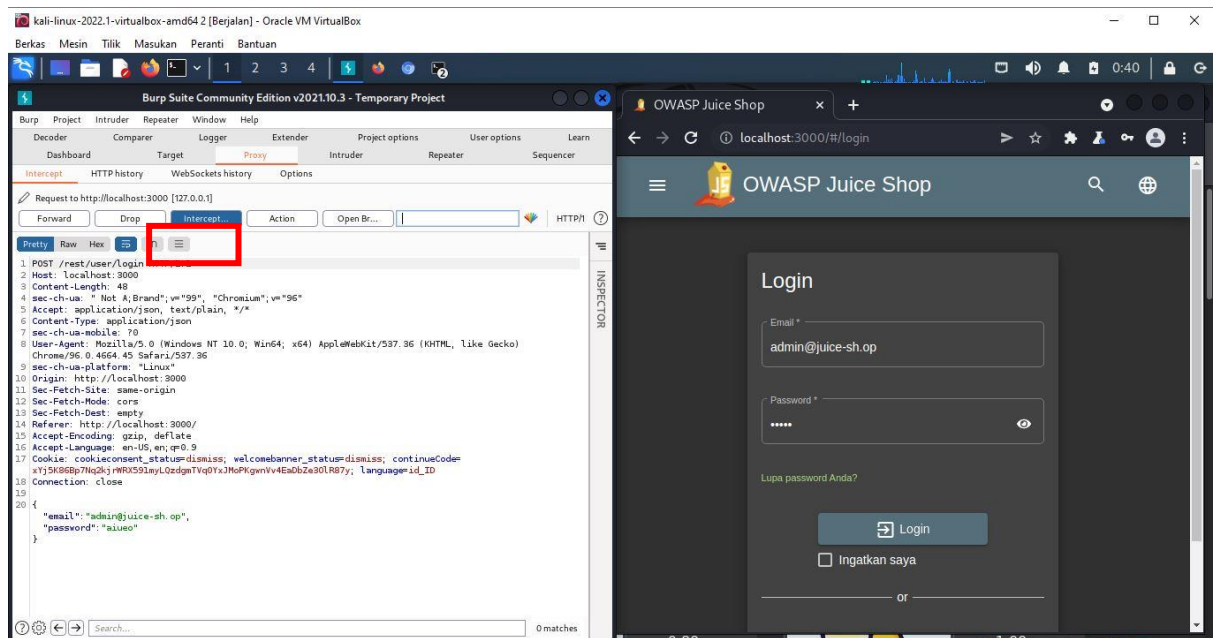 kali-linux-2022.1-virtualbox-amd64 2 [Berjalan] - Oracle VM VirtualBox
Berkas Mesin Tilik Masukan Peranti Bantuan
1 2 3 4
0:40
Burp Suite Community Edition v2021.10.3 - Temporary Project
Burp Project Intruder Repeater Window Help
Decoder Comparer Logger Extender Project options User options Learn
Dashboard Target Proxy Intruder Repeater Sequencer
Intercept HTTP history WebSockets history Options
Request to http://localhost:3000 [127.0.0.1]
Forward Drop Intercept... Action Open Br... HTTP/1 ?
Pretty Raw Hex
INSPECTOR
1 POST /rest/user/login
2 Host: localhost:3000
3 Content-Length: 48
4 sec-ch-ua: " Not A;Brand";v="99", "Chromium";v="96"
5 Accept: application/json, text/plain, */*
6 Content-Type: application/json
7 sec-ch-ua-mobile: ?0
8 User-Agent: Mozilla/5.0 (Windows NT 10.0; Win64; x64) AppleWebKit/537.36 (KHTML, like Gecko)
Chrome/96.0.4664.45 Safari/537.36
9 sec-ch-ua-platform: "Linux"
10 Origin: http://localhost:3000
11 Sec-Fetch-Site: same-origin
12 Sec-Fetch-Mode: cors
13 Sec-Fetch-Dest: empty
14 Referer: http://localhost:3000/
15 Accept-Encoding: gzip, deflate
16 Accept-Language: en-US,en;q=0.9
17 Cookie: cookieconsent_status=dismiss; welcomebanner_status=dismiss; continueCode=
language=id_ID
18 Connection: close
19
20 {
"email":"admin@juice-sh.op",
"password":"aiueo"
}
Search...
0 matches
OWASP Juice Shop
localhost:3000/#/login
OWASP Juice Shop
Login
Email *
admin@juice-sh.op
Password *
•••••
Lupa password Anda?
Login
Ingatkan saya
or